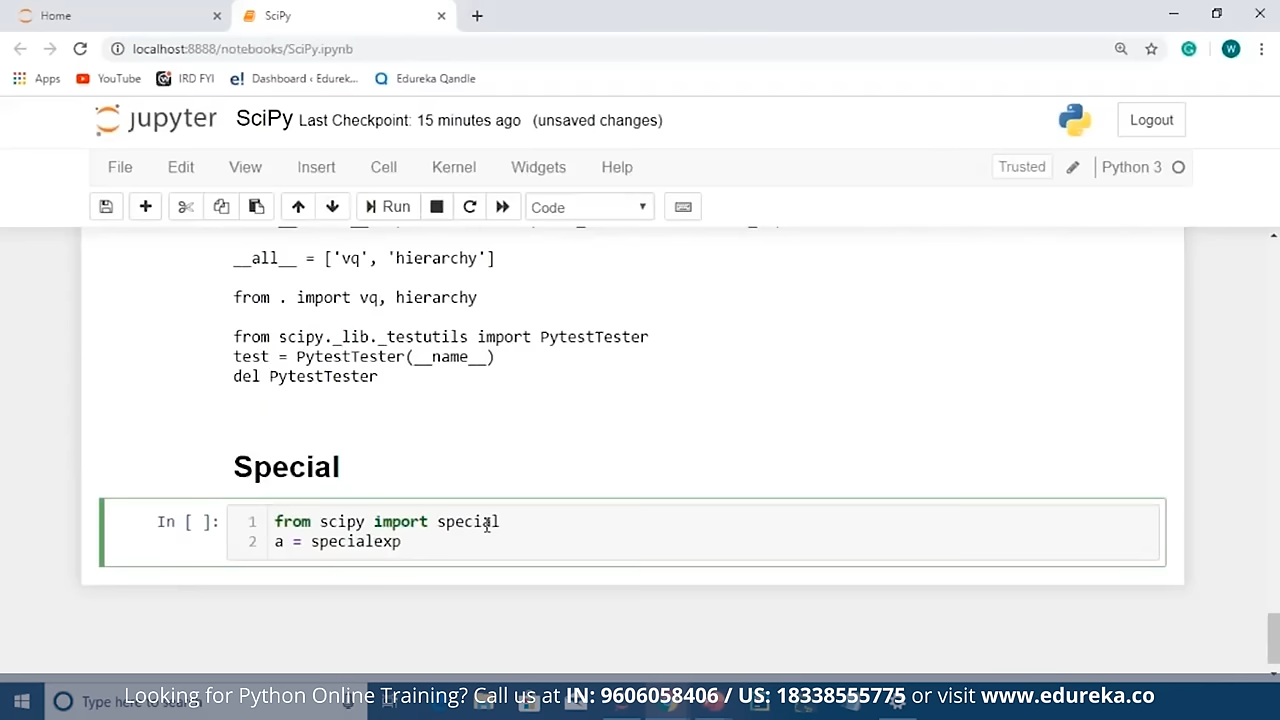 Home
SciPy
localhost:8888/notebooks/SciPy.ipynb
W
Apps
YouTube
IRD FYI
Dashboard ‹ Edurek...
Edureka Qandle
jupyter
SciPy Last Checkpoint: 15 minutes ago (unsaved changes)
Logout
File Edit View Insert Cell Kernel Widgets Help
Trusted
Python 3
Run
Code
__all__ = ['vq', 'hierarchy']
from . import vq, hierarchy
from scipy._lib._testutils import PytestTester
test = PytestTester(__name__)
del PytestTester
Special
In [ ]:
1 from scipy import special
2 a = specialexp
Type here to
Looking for Python Online Training? Call us at IN: 9606058406 / US: 18338555775 or visit www.edureka.co